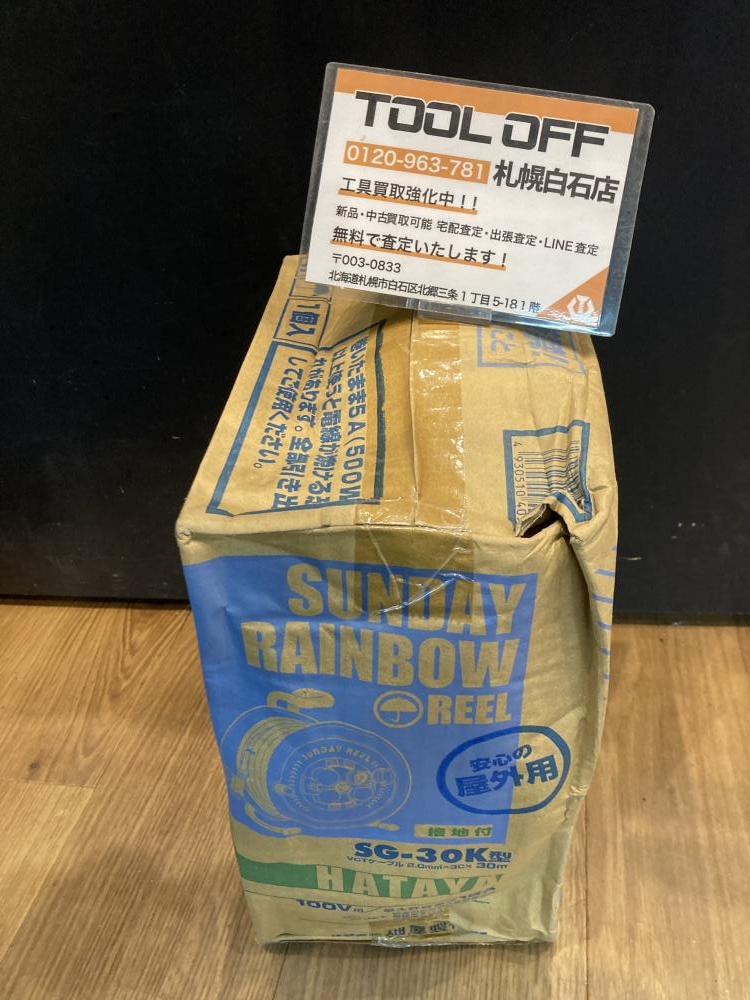 TOOL OFF
0120-963-781 札幌白石店
工具買取強化中！！
新品・中古買取可能 宅配査定・出張査定・LINE査定
無料で査定いたします！
〒003-0833
北海道札幌市白石区北郷三条1丁目5-18 1階
1個入
巻いたまま5A(500W
以上使うと電線が溶ける
れがあります。全部引き出
してご使用ください。
4 930510 40
SUNDAY
RAINBOW
REEL
安心の
屋外用
接地付
SG-30K型
VCTケーブル 2.0mm²×3C×30m
HATAYA
100V用